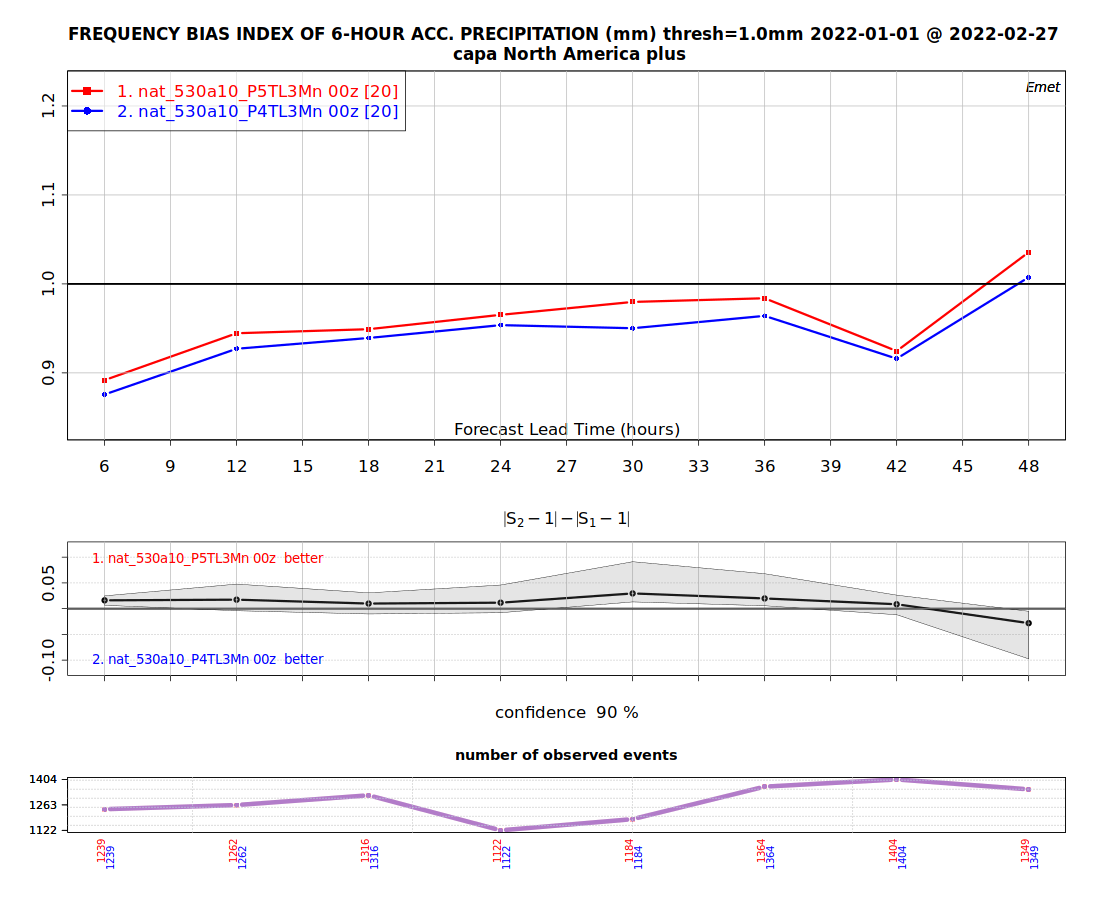 FREQUENCY BIAS INDEX OF 6-HOUR ACC. PRECIPITATION (mm) thresh=1.0mm 2022-01-01 @ 2022-02-27
capa North America plus
1. nat_530a10_P5TL3Mn 00z [20]
2. nat_530a10_P4TL3Mn 00z [20]
Emet
1.2
1.1
1.0
0.9
Forecast Lead Time (hours)
6 9 12 15 18 21 24 27 30 33 36 39 42 45 48
|S2 − 1| − |S1 − 1|
1. nat_530a10_P5TL3Mn 00z better
0.05
-0.10
2. nat_530a10_P4TL3Mn 00z better
confidence 90 %
number of observed events
1404
1263
1122
1239 1262 1316 1122 1184 1364 1404 1349
1239 1262 1316 1122 1184 1364 1404 1349